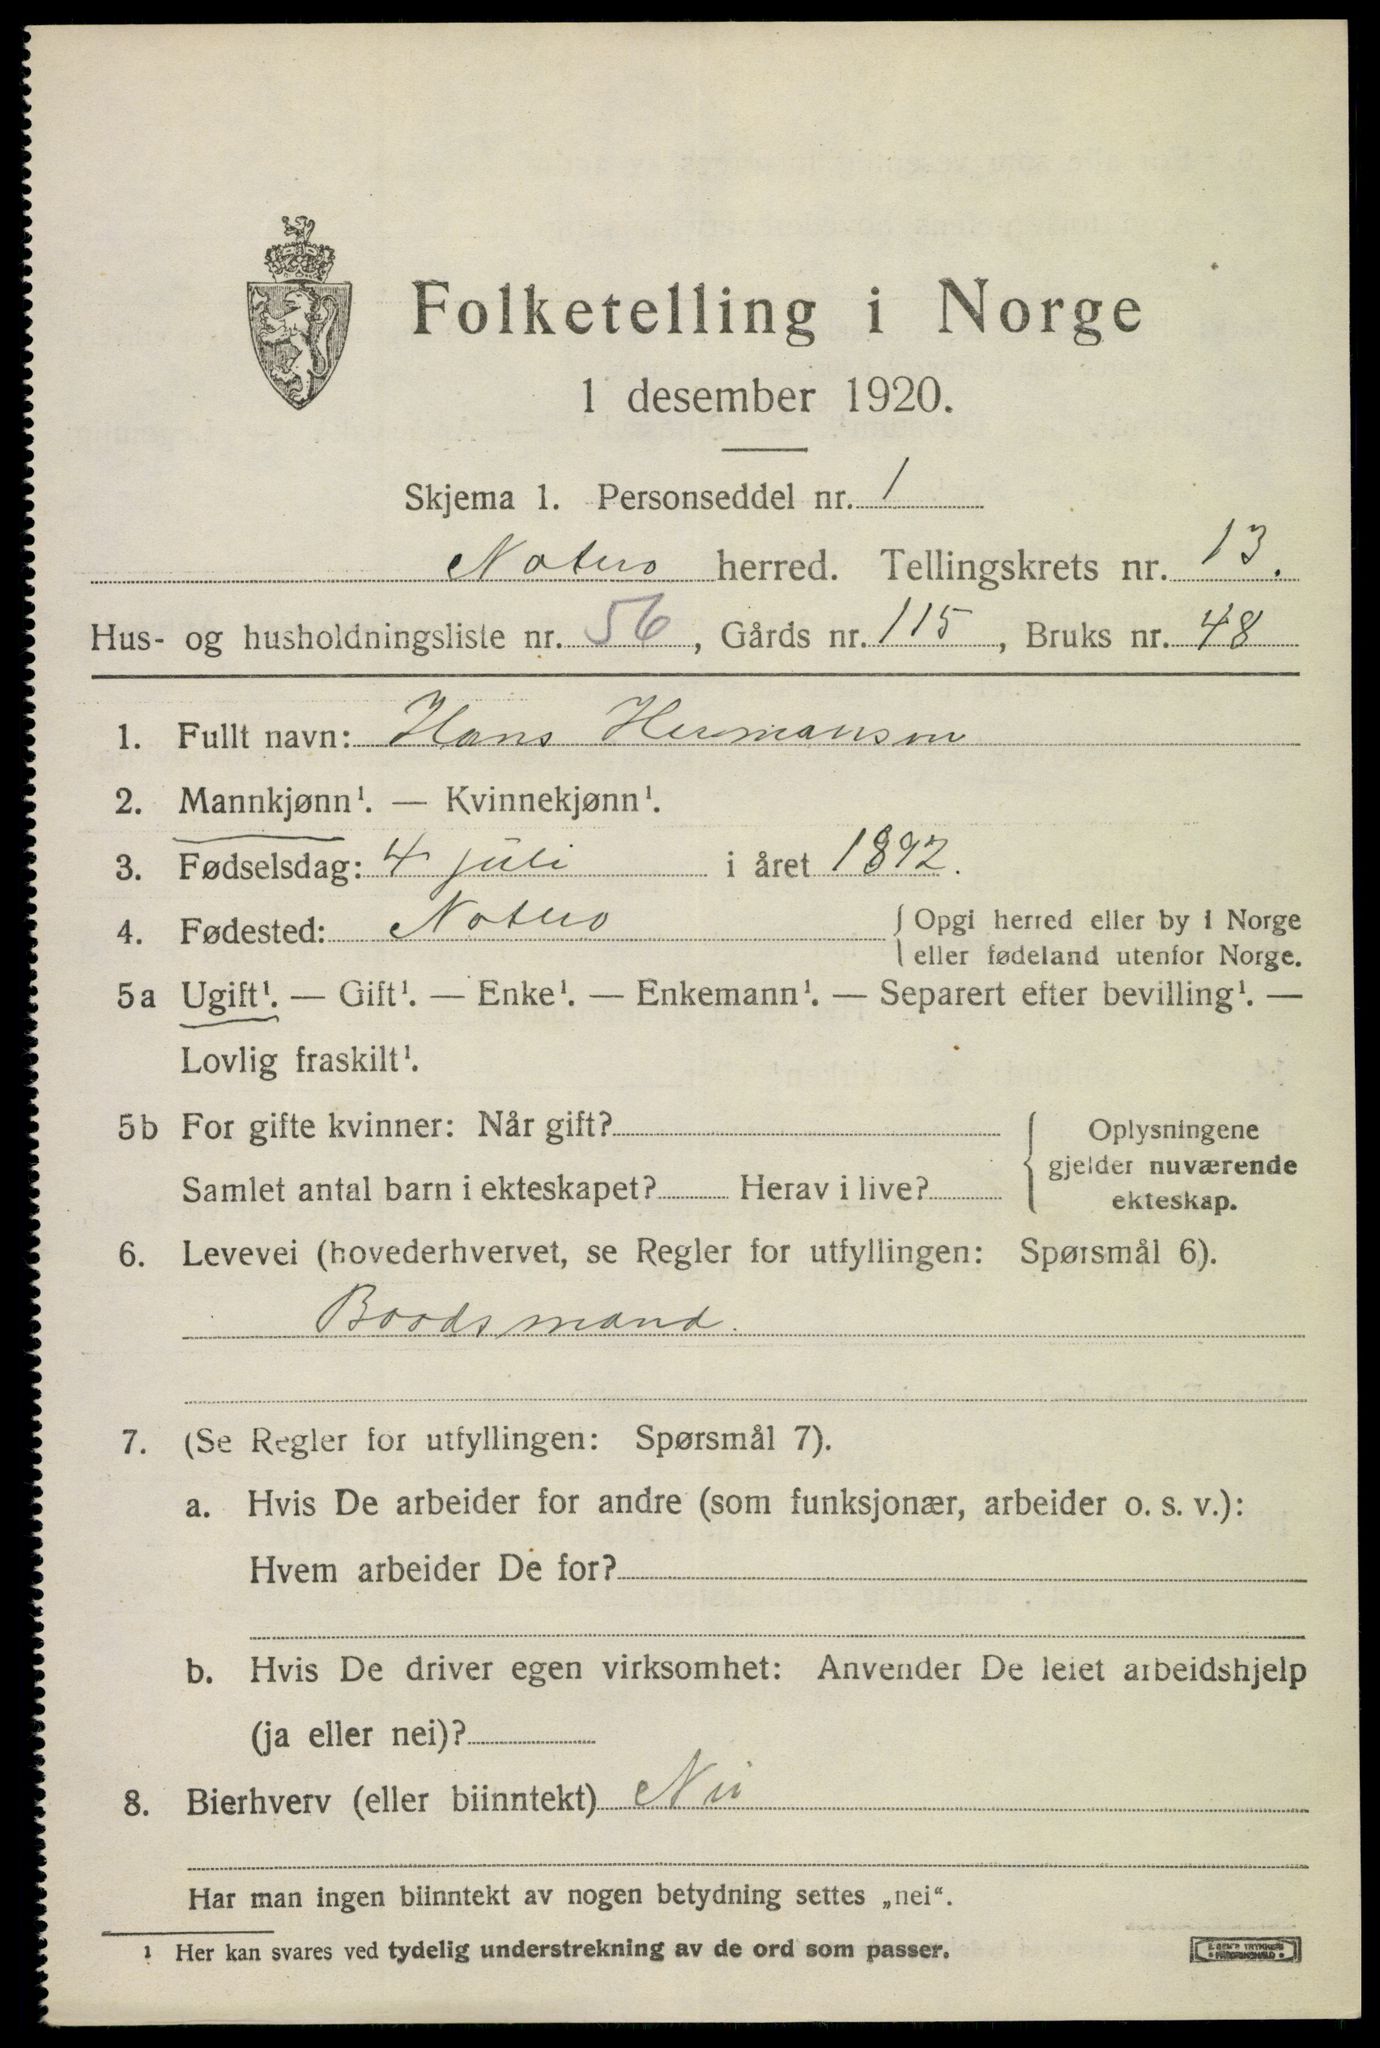 Folketelling i Norge
1 desember 1920.
Skjema 1. Personseddel nr. 1
Notero herred. Tellingskrets nr. 13.
Hus- og husholdningsliste nr. 56, Gårds nr. 115, Bruks nr. 48
1. Fullt navn: Hans Hermansen
2. Mannkjønn¹. — Kvinnekjønn¹.
3. Fødselsdag: 4 juli i året 1892.
4. Fødested: Notero { Opgi herred eller by i Norge
eller fødeland utenfor Norge.
5a Ugift¹. — Gift¹. — Enke¹. — Enkemann¹. — Separert efter bevilling¹. —
Lovlig fraskilt¹.
5b For gifte kvinner: Når gift? { Oplysningene
gjelder nuværende
Samlet antal barn i ekteskapet? Herav i live? ekteskap.
6. Levevei (hovederhvervet, se Regler for utfyllingen: Spørsmål 6).
Baadsmand.
7. (Se Regler for utfyllingen: Spørsmål 7).
a. Hvis De arbeider for andre (som funksjonær, arbeider o. s. v.):
Hvem arbeider De for?
b. Hvis De driver egen virksomhet: Anvender De leiet arbeidshjelp
(ja eller nei)?
8. Bierhverv (eller biinntekt) Nei
Har man ingen biinntekt av nogen betydning settes „nei“.
¹ Her kan svares ved tydelig understrekning av de ord som passer.